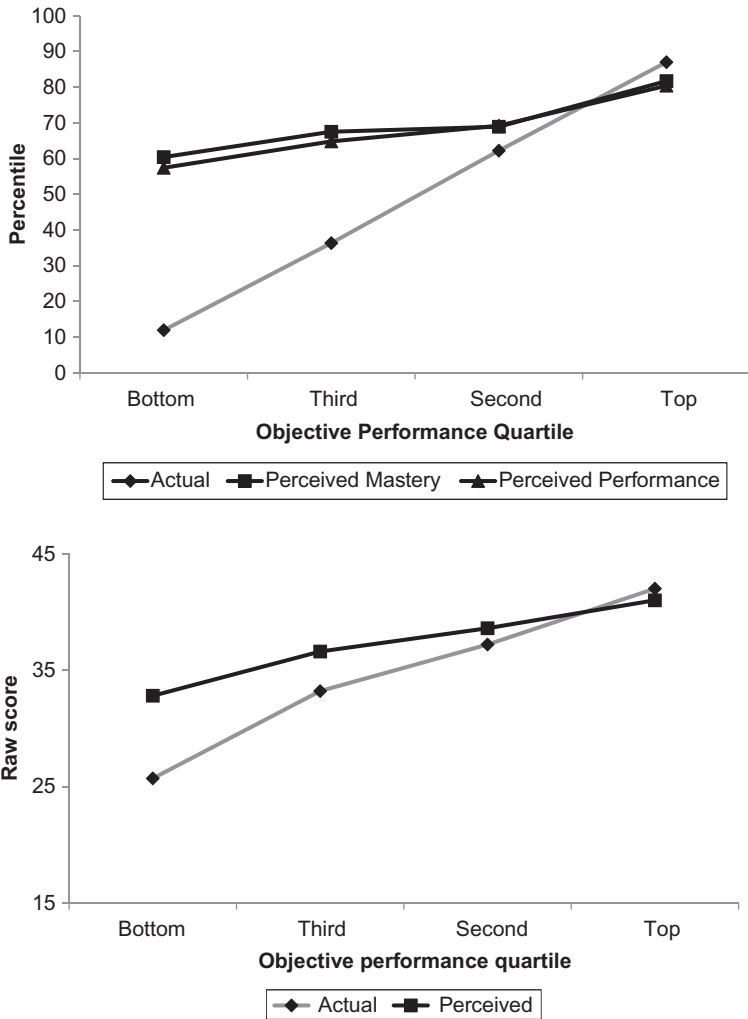 100
90
80
70
60
50
40
30
20
10
0
Percentile
Bottom Third Second Top
Objective Performance Quartile
Actual Perceived Mastery Perceived Performance
45
35
25
15
Raw score
Bottom Third Second Top
Objective performance quartile
Actual Perceived